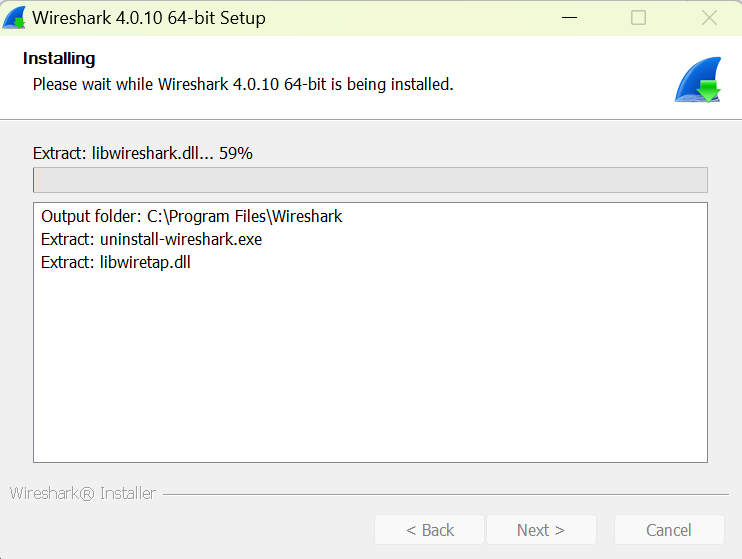 Wireshark 4.0.10 64-bit Setup
Installing
Please wait while Wireshark 4.0.10 64-bit is being installed.
Extract: libwireshark.dll... 59%
Output folder: C:\Program Files\Wireshark
Extract: uninstall-wireshark.exe
Extract: libwiretap.dll
Wireshark® Installer
< Back Next > Cancel